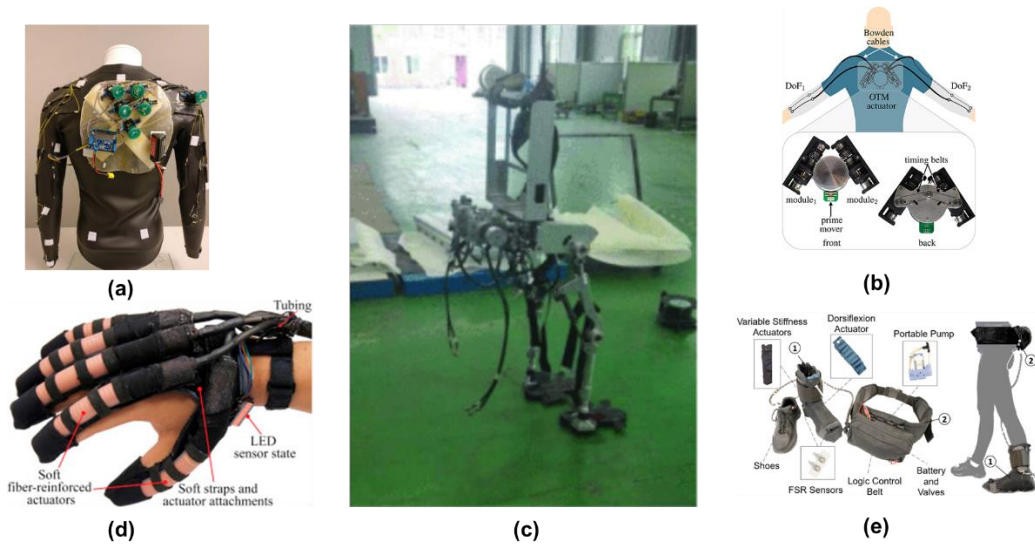 (a)
Bowden
cables
DoF1
DoF2
OTM
actuator
timing belts
module1
module2
prime
mover
front
back
(b)
Tubing
LED
sensor state
Soft
fiber-reinforced
actuators
Soft straps and
actuator attachments
(d)
(c)
Variable Stiffness
Actuators
Dorsiflexion
Actuator
Portable Pump
1
2
Shoes
FSR Sensors
Logic Control
Belt
Battery
and
Valves
2
1
(e)